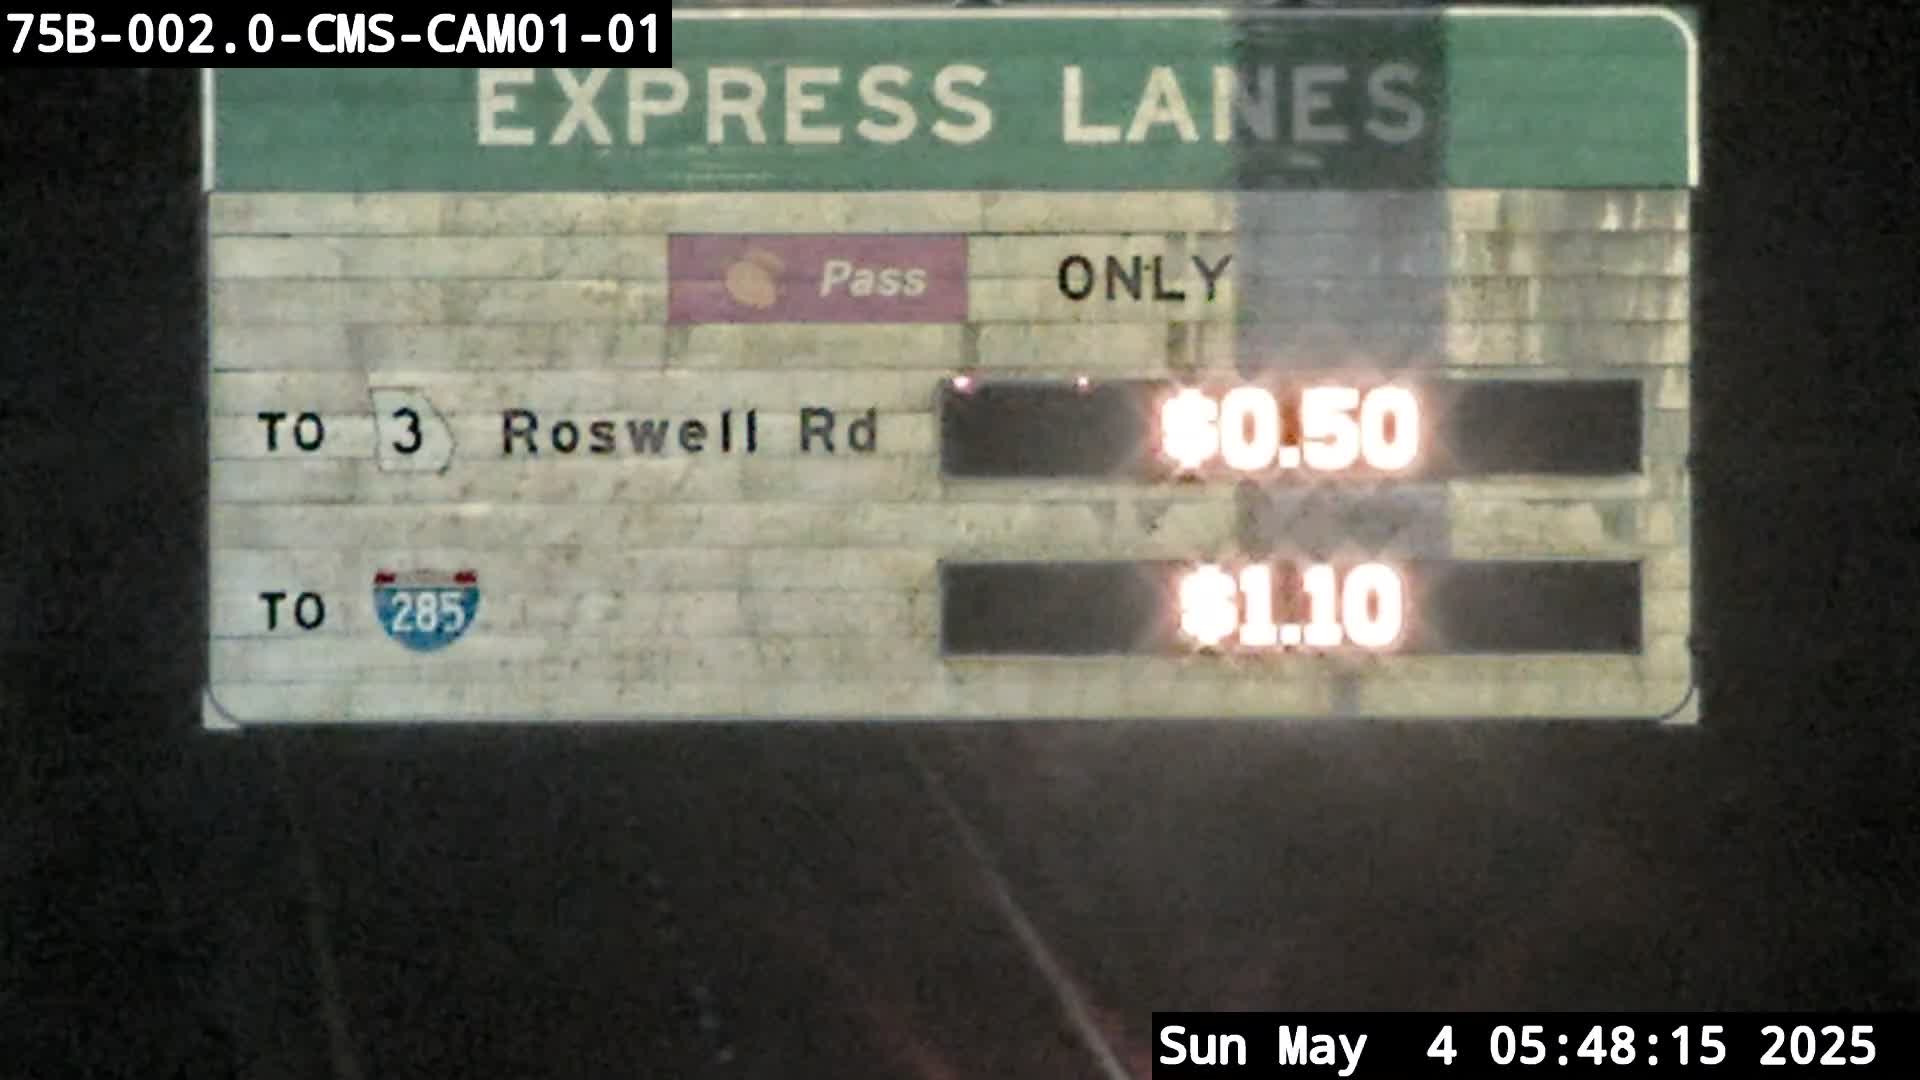 75B-002.0-CMS-CAM01-01
EXPRESS LANES
Pass ONLY
TO 3 Roswell Rd $0.50
TO 285 $1.10
Sun May 4 05:48:15 2025